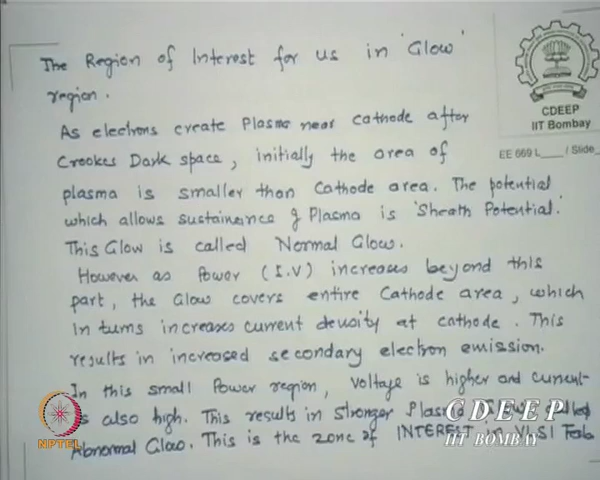 The Region of Interest for us in 'Glow'
region.
As electrons create Plasma near cathode after
Crookes Dark space, initially the area of
plasma is smaller than Cathode area. The potential
which allows sustainance of Plasma is 'Sheath Potential'.
This Glow is called Normal Glow.
However as Power (I.V) increases beyond this
part, the Glow covers entire Cathode area, which
In turns increases current density at cathode. This
results in increased secondary electron emission.
In this small Power region, Voltage is higher and current
is also high. This results in stronger Plasma
Abnormal Glow. This is the zone of INTEREST in VLSI Fab.
CDEEP
IIT Bombay
EE 669 L____ / Slide_
NPTEL
CDEEP
IIT BOMBAY